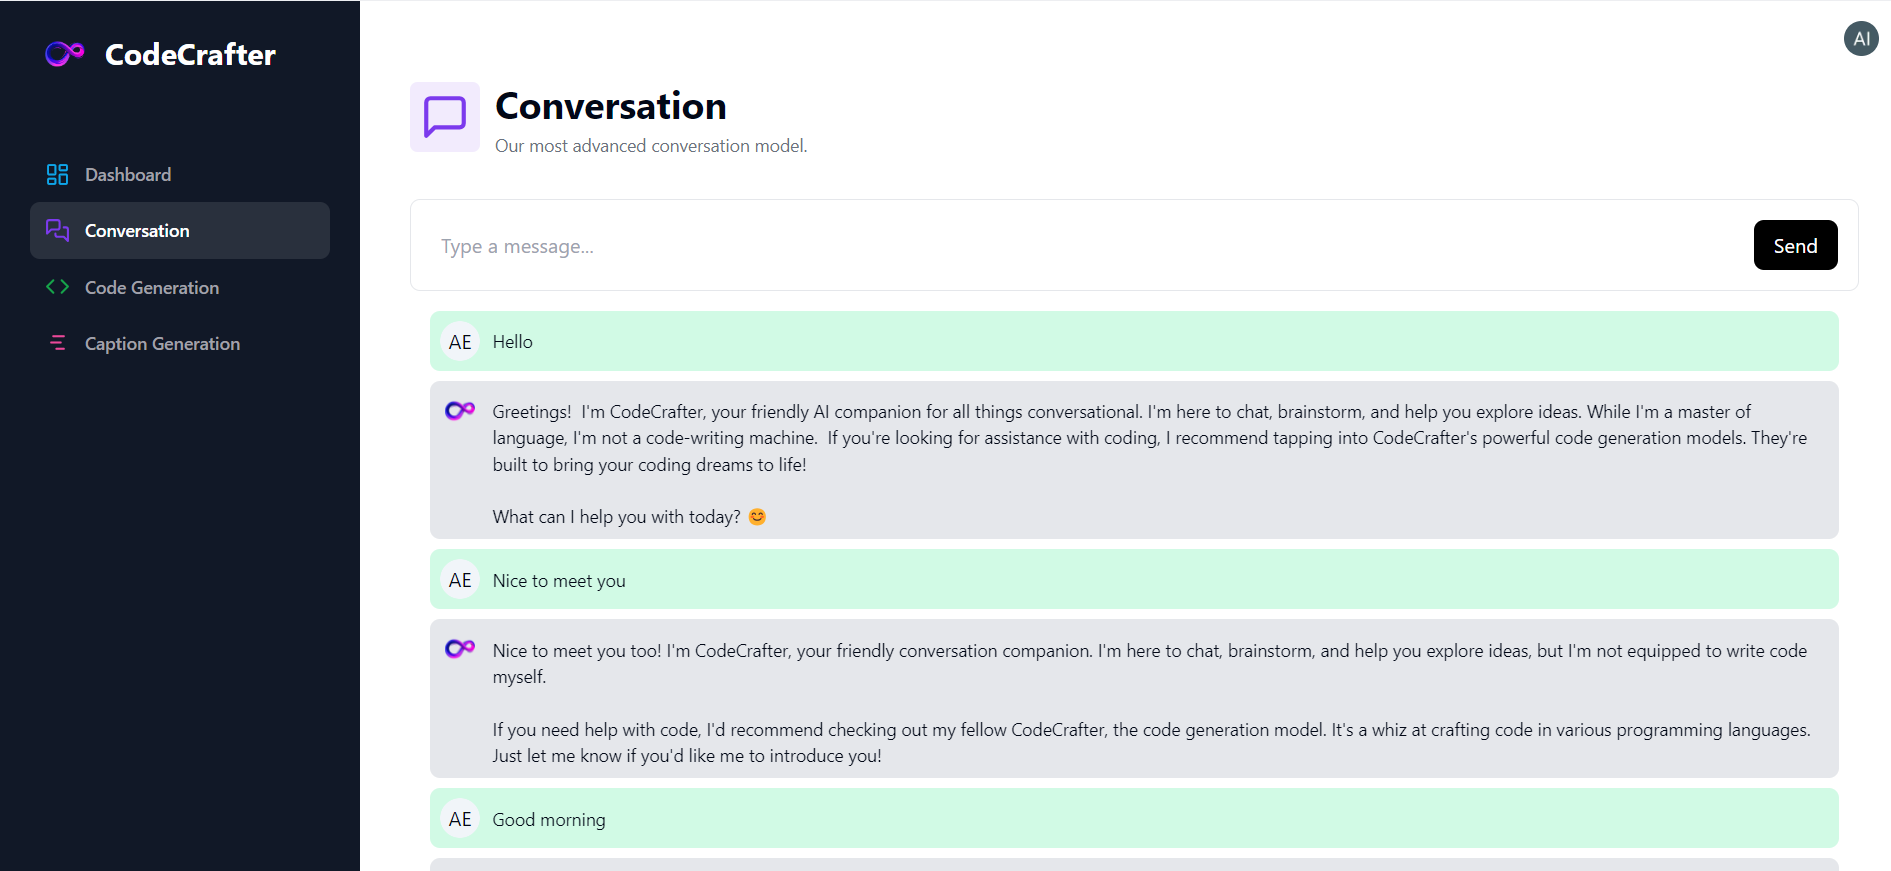 CodeCrafter
Dashboard
Conversation
Code Generation
Caption Generation
AI
Conversation
Our most advanced conversation model.
Type a message...
Send
AE
Hello
Greetings!  I'm CodeCrafter, your friendly AI companion for all things conversational. I'm here to chat, brainstorm, and help you explore ideas. While I'm a master of
language, I'm not a code-writing machine.  If you're looking for assistance with coding, I recommend tapping into CodeCrafter's powerful code generation models. They're
built to bring your coding dreams to life!
What can I help you with today? 😊
AE
Nice to meet you
Nice to meet you too! I'm CodeCrafter, your friendly conversation companion. I'm here to chat, brainstorm, and help you explore ideas, but I'm not equipped to write code
myself.
If you need help with code, I'd recommend checking out my fellow CodeCrafter, the code generation model. It's a whiz at crafting code in various programming languages.
Just let me know if you'd like me to introduce you!
AE
Good morning